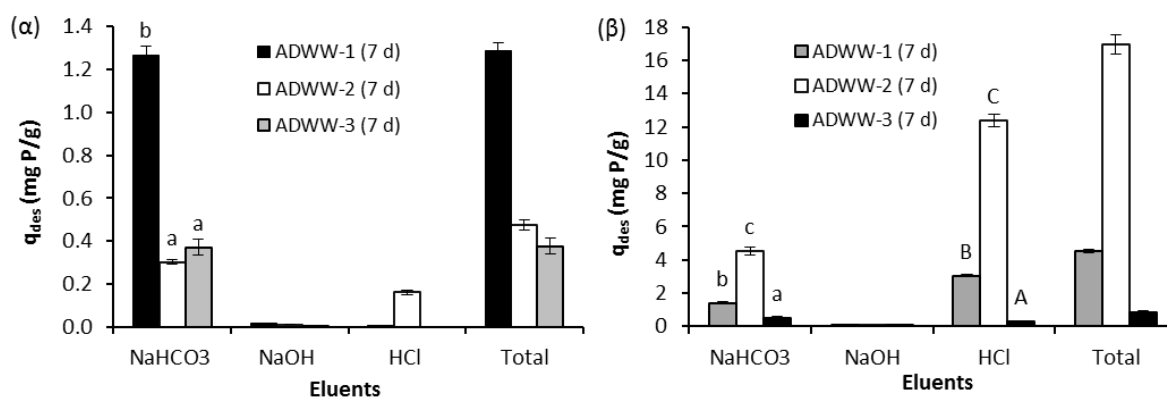 (α)
1.4
1.2
1.0
0.8
0.6
0.4
0.2
0.0
qdes (mg P/g)
b
a
a
ADWW-1 (7 d)
ADWW-2 (7 d)
ADWW-3 (7 d)
NaHCO3 NaOH HCl Total
Eluents
(β)
18
16
14
12
10
8
6
4
2
0
qdes (mg P/g)
ADWW-1 (7 d)
ADWW-2 (7 d)
ADWW-3 (7 d)
C
c
B
b
a
A
NaHCO3 NaOH HCl Total
Eluents